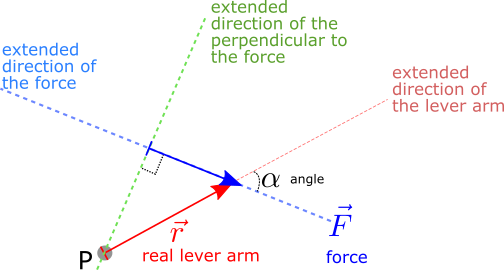 extended
direction of the
perpendicular to
the force
extended
direction of
the force
extended
direction of
the lever arm
α angle
F⃗
force
r⃗
real lever arm
P